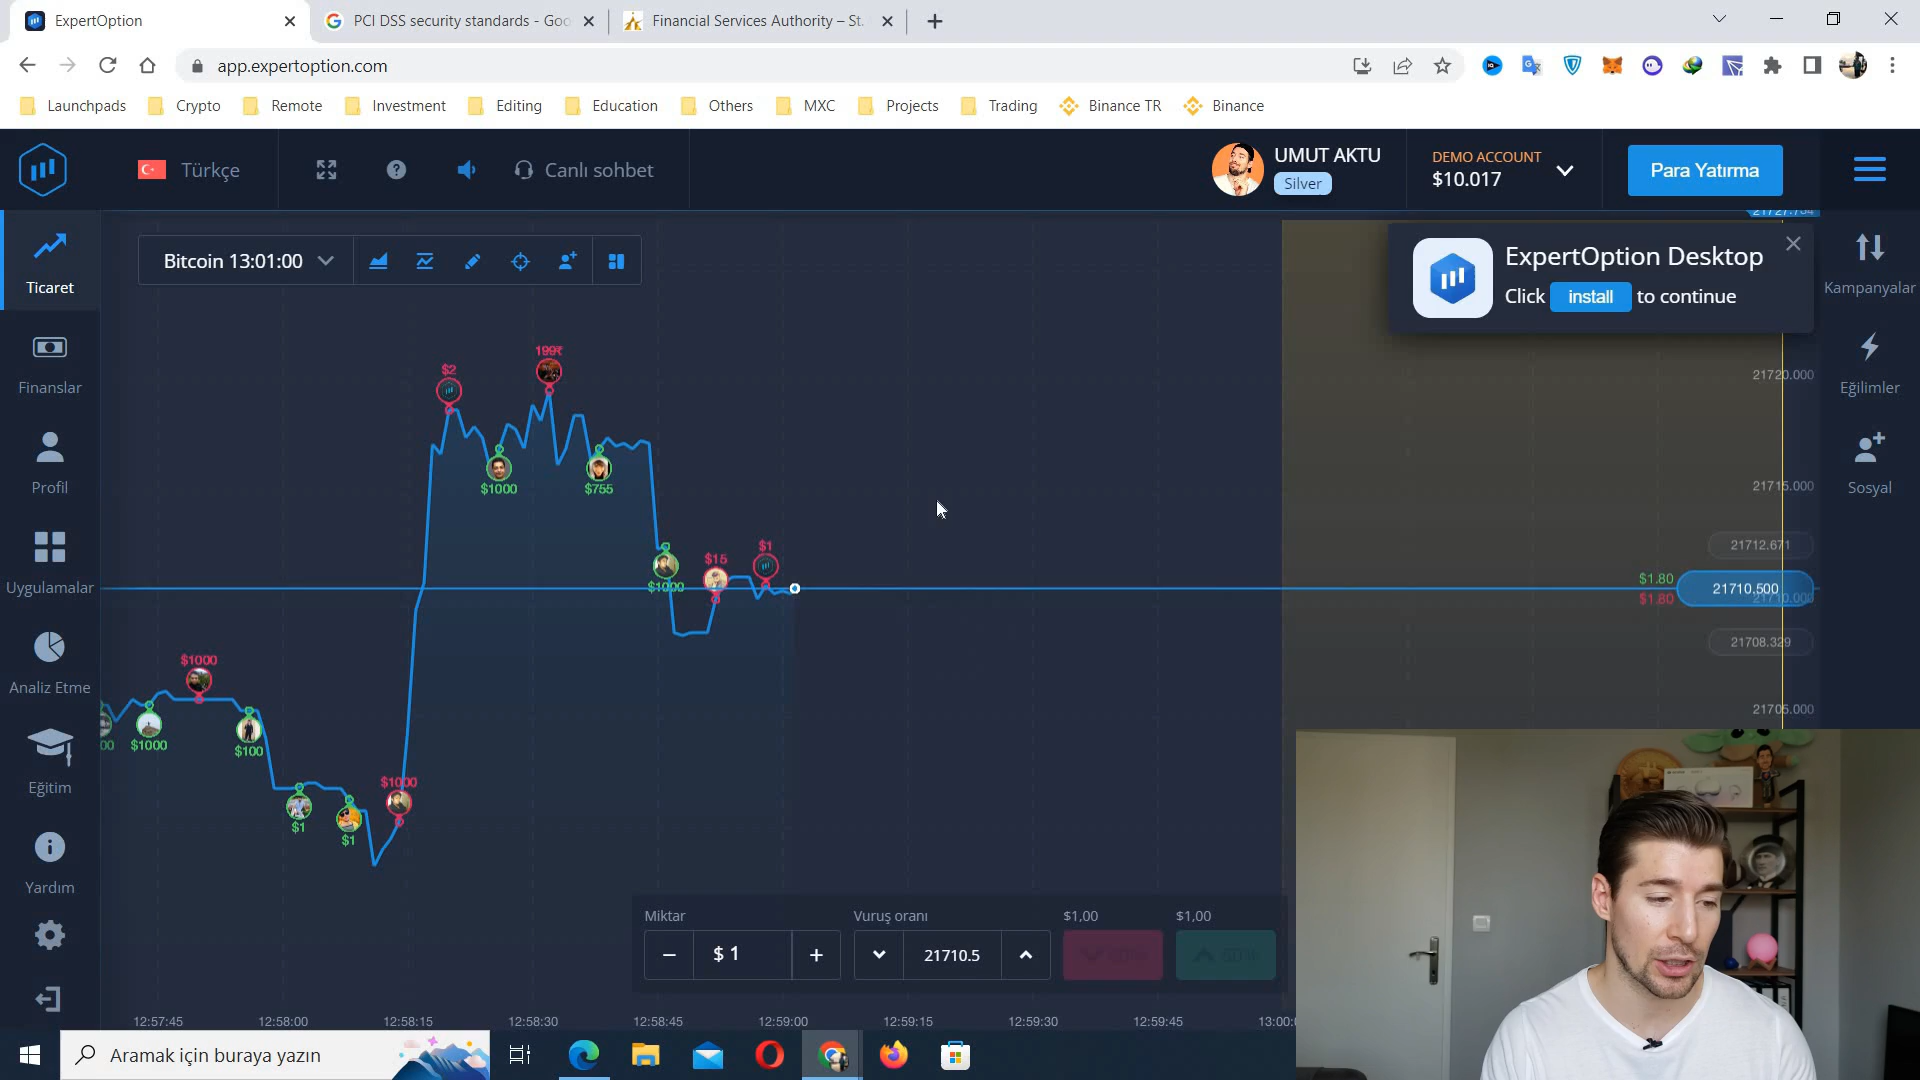 ExpertOption
PCI DSS security standards - Goo
Financial Services Authority – St.
app.expertoption.com
Launchpads
Crypto
Remote
Investment
Editing
Education
Others
MXC
Projects
Trading
Binance TR
Binance
Türkçe
Canlı sohbet
UMUT AKTU
Silver
DEMO ACCOUNT
$10.017
Para Yatırma
Ticaret
Finanslar
Profil
Uygulamalar
Analiz Etme
Eğitim
Yardım
Bitcoin 13:01:00
ExpertOption Desktop
Click install to continue
Kampanyalar
Eğilimler
Sosyal
$2
199₹
$1000
$755
$1000
$15
$1
$1000
$1000
$100
$1
$1
$1000
21720.000
21715.000
21712.671
$1.80
$1.80
21710.500
21708.329
21705.000
Miktar
$ 1
Vuruş oranı
21710.5
$1,00
$1,00
12:57:45
12:58:00
12:58:15
12:58:30
12:58:45
12:59:00
12:59:15
12:59:30
12:59:45
13:00:
Aramak için buraya yazın